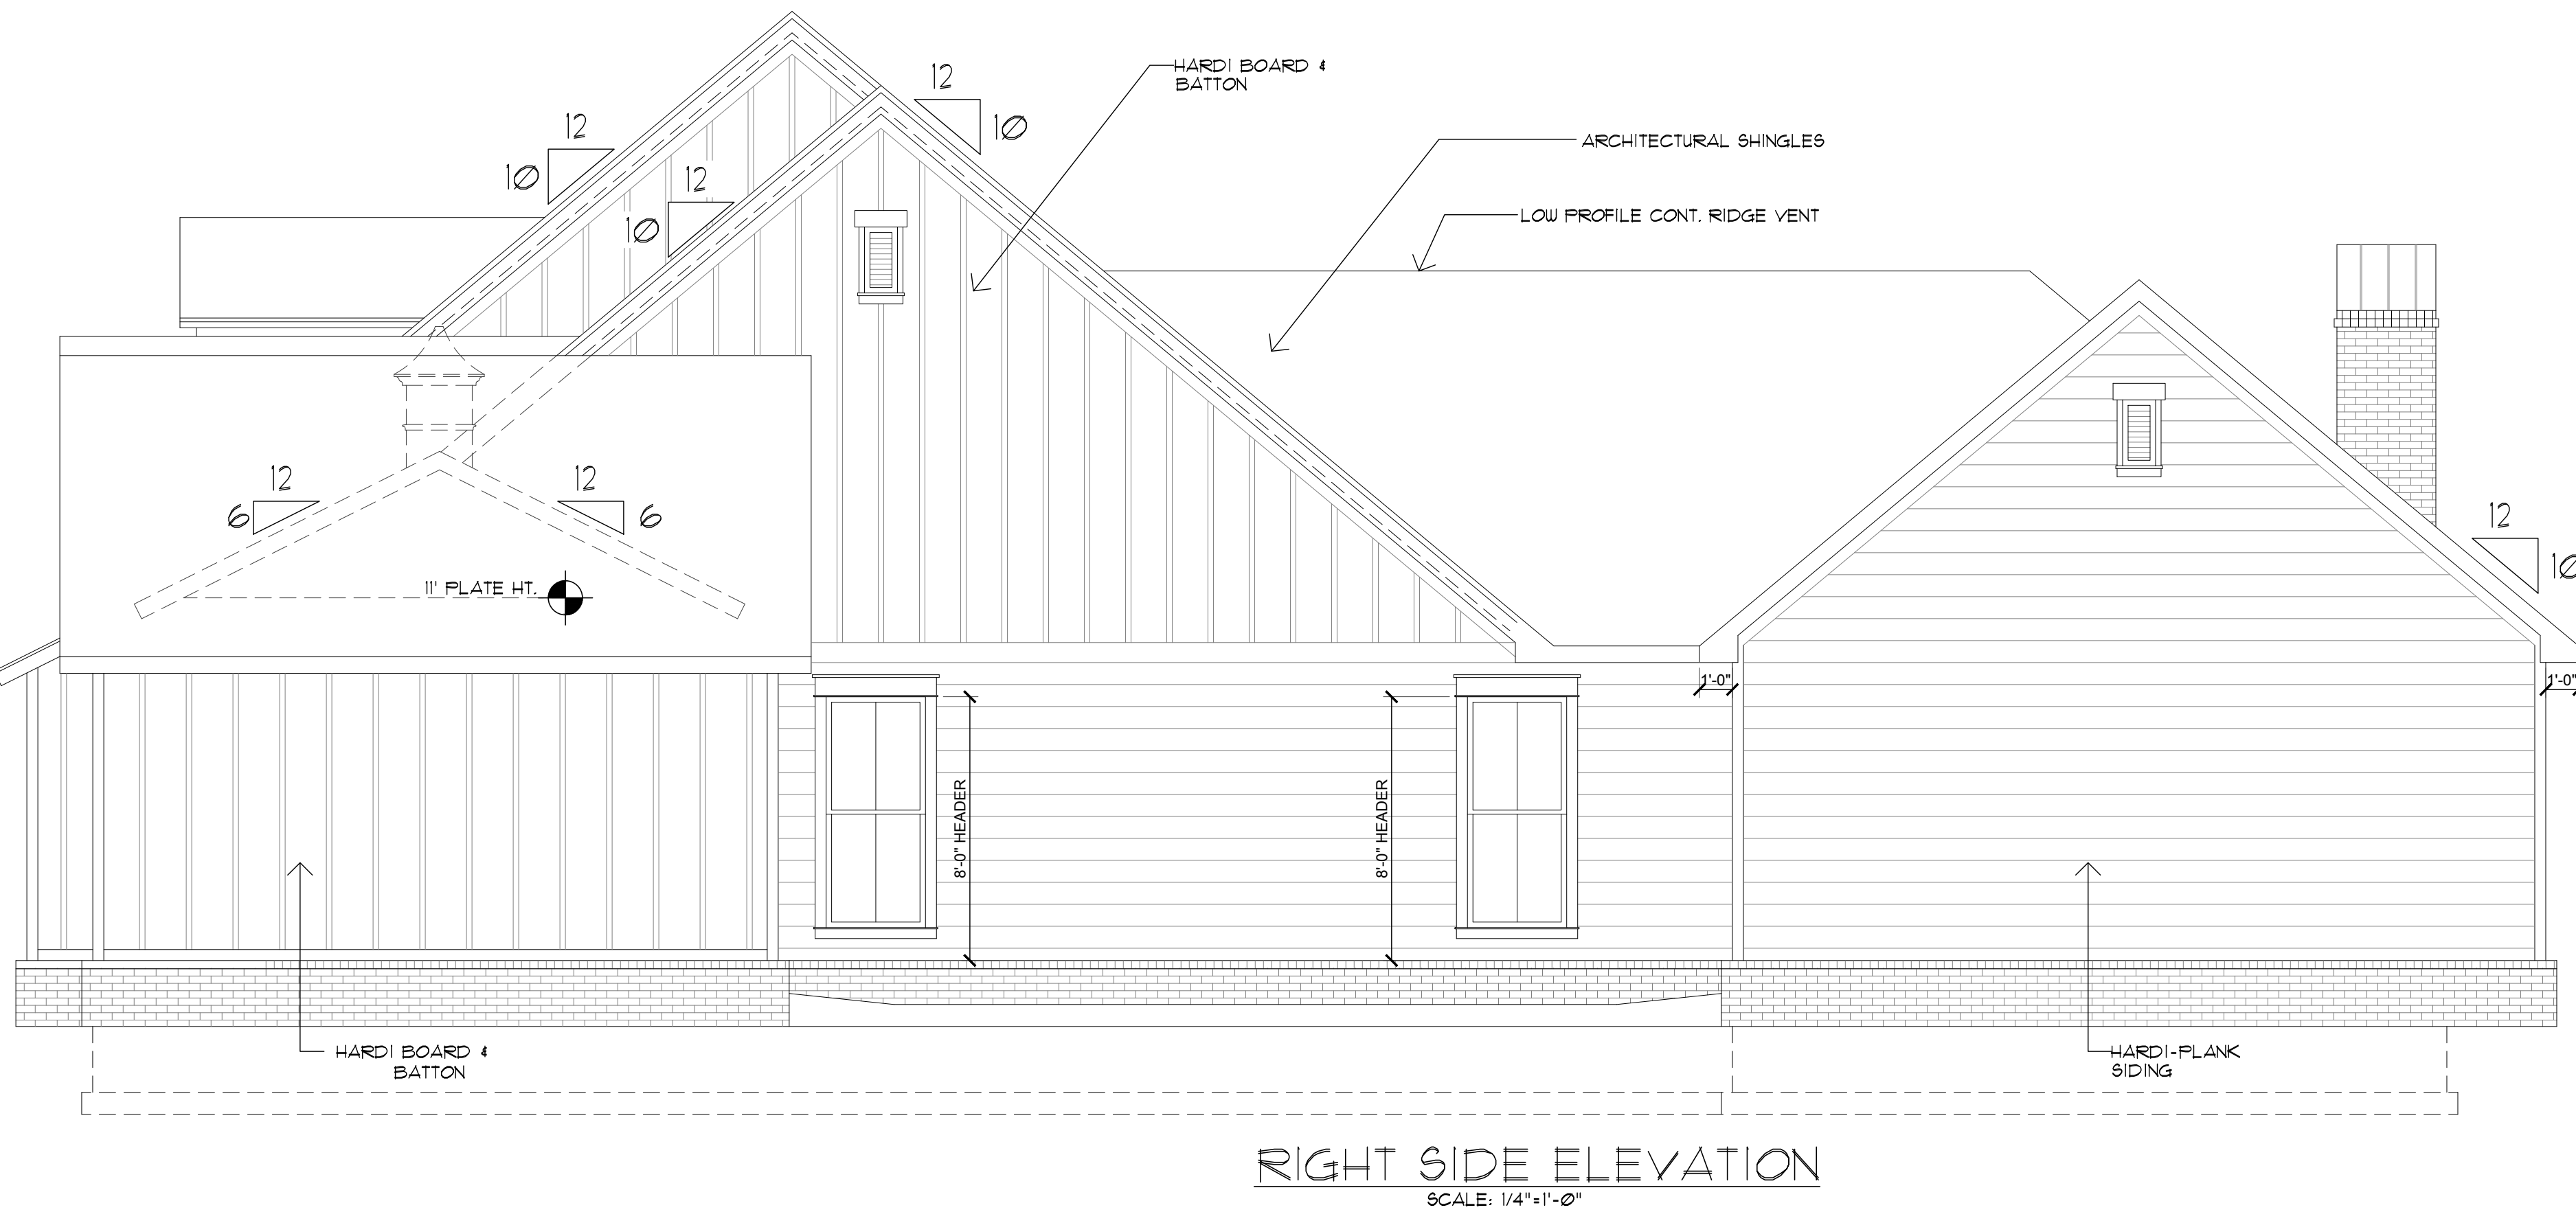 12
10
12
10
12
10
HARDI BOARD &
BATTON
ARCHITECTURAL SHINGLES
LOW PROFILE CONT. RIDGE VENT
12
6
12
6
11' PLATE HT.
12
10
1'-0"
1'-0"
8'-0" HEADER
8'-0" HEADER
HARDI BOARD &
BATTON
HARDI-PLANK
SIDING
RIGHT SIDE ELEVATION
SCALE: 1/4"=1'-0"